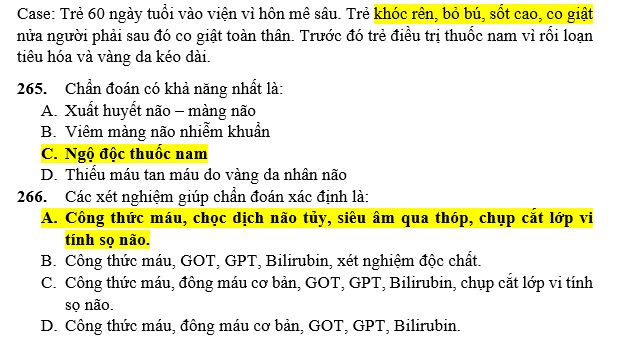 Case: Trẻ 60 ngày tuổi vào viện vì hôn mê sâu. Trẻ khóc rên, bỏ bú, sốt cao, co giật
nửa người phải sau đó co giật toàn thân. Trước đó trẻ điều trị thuốc nam vì rối loạn
tiêu hóa và vàng da kéo dài.
265. Chẩn đoán có khả năng nhất là:
A. Xuất huyết não – màng não
B. Viêm màng não nhiễm khuẩn
C. Ngộ độc thuốc nam
D. Thiếu máu tan máu do vàng da nhân não
266. Các xét nghiệm giúp chẩn đoán xác định là:
A. Công thức máu, chọc dịch não tủy, siêu âm qua thóp, chụp cắt lớp vi
tính sọ não.
B. Công thức máu, GOT, GPT, Bilirubin, xét nghiệm độc chất.
C. Công thức máu, đông máu cơ bản, GOT, GPT, Bilirubin, chụp cắt lớp vi tính
sọ não.
D. Công thức máu, đông máu cơ bản, GOT, GPT, Bilirubin.